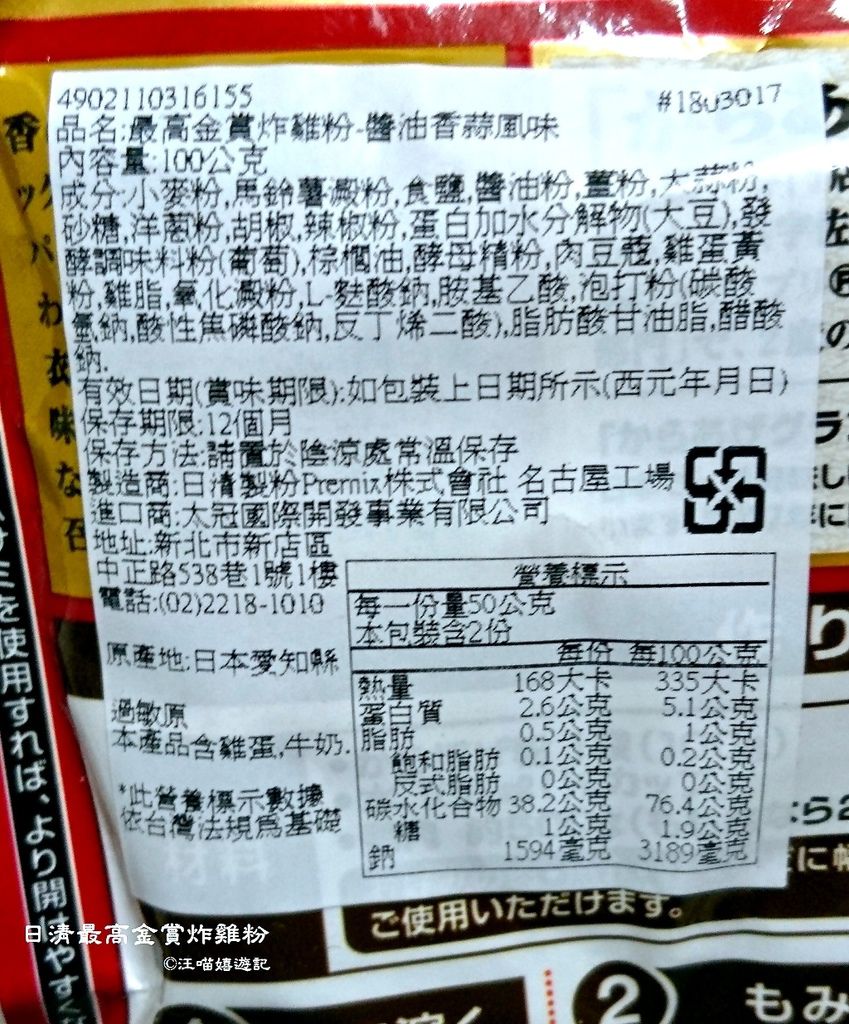 4902110316155
#1803017
品名:最高金賞炸雞粉-醬油香蒜風味
內容量:100公克
成分:小麥粉,馬鈴薯澱粉,食鹽,醬油粉,薑粉,大蒜粉,
砂糖,洋蔥粉,胡椒,辣椒粉,蛋白加水分解物(大豆),發
酵調味料粉(葡萄),棕櫚油,酵母精粉,肉豆蔻,雞蛋黃
粉,雞脂,氧化澱粉,L-麩酸鈉,胺基乙酸,泡打粉(碳酸
氫鈉,酸性焦磷酸鈉,反丁烯二酸),脂肪酸甘油脂,醋酸
鈉.
有效日期(賞味期限):如包裝上日期所示(西元年月日)
保存期限:12個月
保存方法:請置於陰涼處常溫保存
製造商:日清製粉Premix株式會社 名古屋工場
進口商:太冠國際開發事業有限公司
地址:新北市新店區
中正路538巷1號1樓
電話:(02)2218-1010
原產地:日本愛知縣
過敏原
本產品含雞蛋,牛奶.
*此營養標示數據
依台灣法規為基礎
營養標示
每一份量50公克
本包裝含2份
每份 每100公克
熱量 168大卡 335大卡
蛋白質 2.6公克 5.1公克
脂肪 0.5公克 1公克
飽和脂肪 0.1公克 0.2公克
反式脂肪 0公克 0公克
碳水化合物 38.2公克 76.4公克
糖 1公克 1.9公克
鈉 1594毫克 3189毫克
を使用すれば、より開けやすく
ご使用いただけます。
2
もみ
日清最高金賞炸雞粉
©汪喵嬉遊記